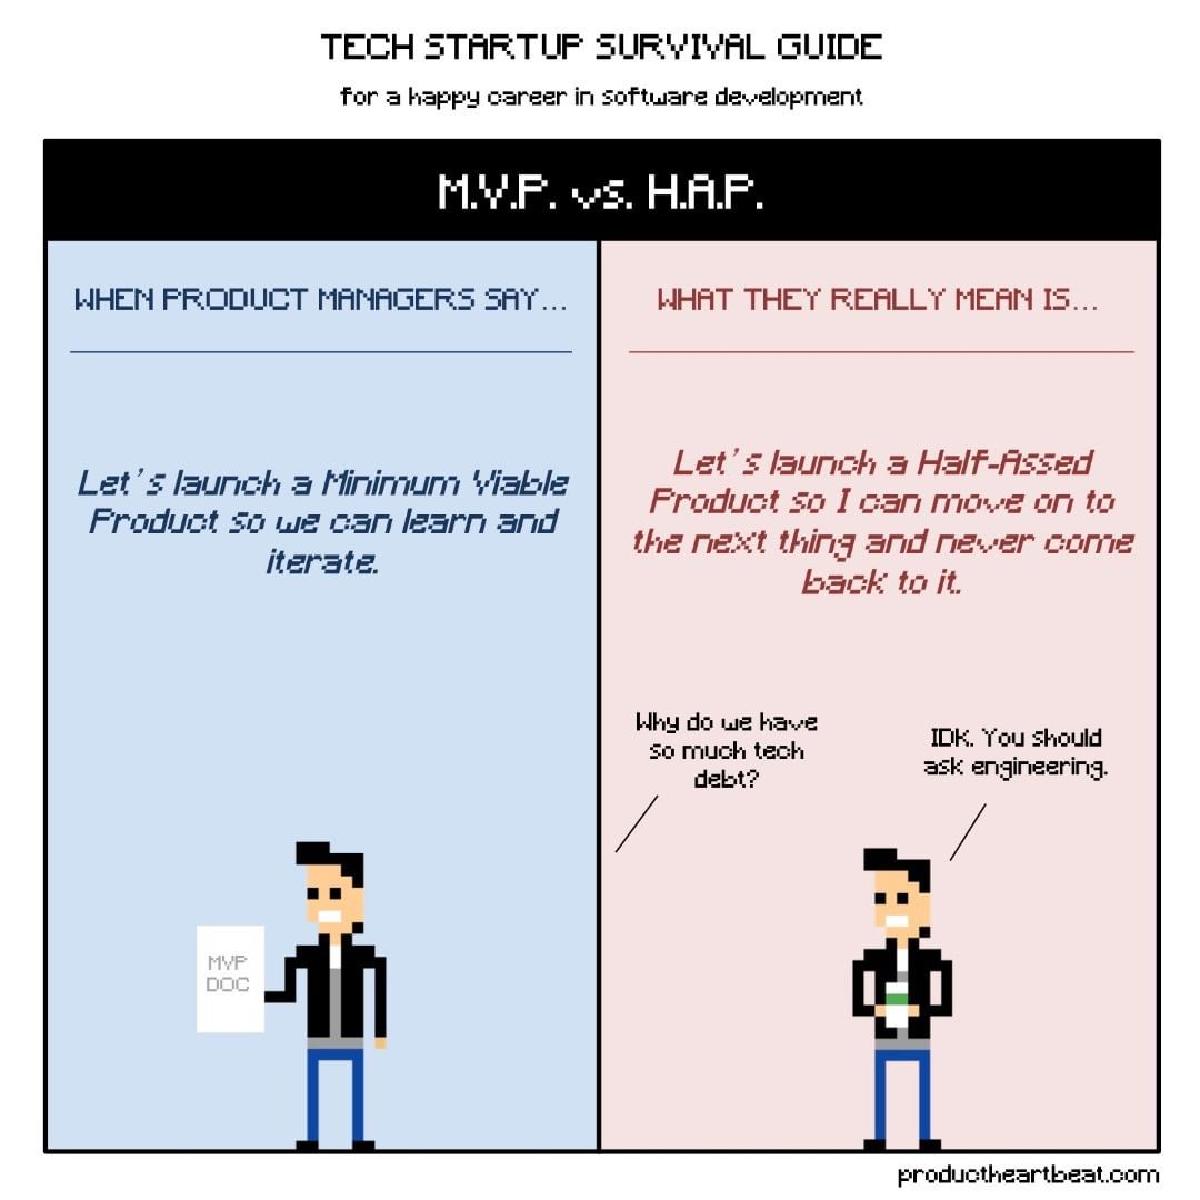 TECH STARTUP SURVIVAL GUIDE
for a happy career in software development
M.V.P. vs. H.A.P.
WHEN PRODUCT MANAGERS SAY...
Let's launch a Minimum Viable
Product so we can learn and
iterate.
MVP
DOC
WHAT THEY REALLY MEAN IS...
Let's launch a Half-Assed
Product so I can move on to
the next thing and never come
back to it.
Why do we have
so much tech
debt?
IDK. You should
ask engineering.
productheartbeat.com